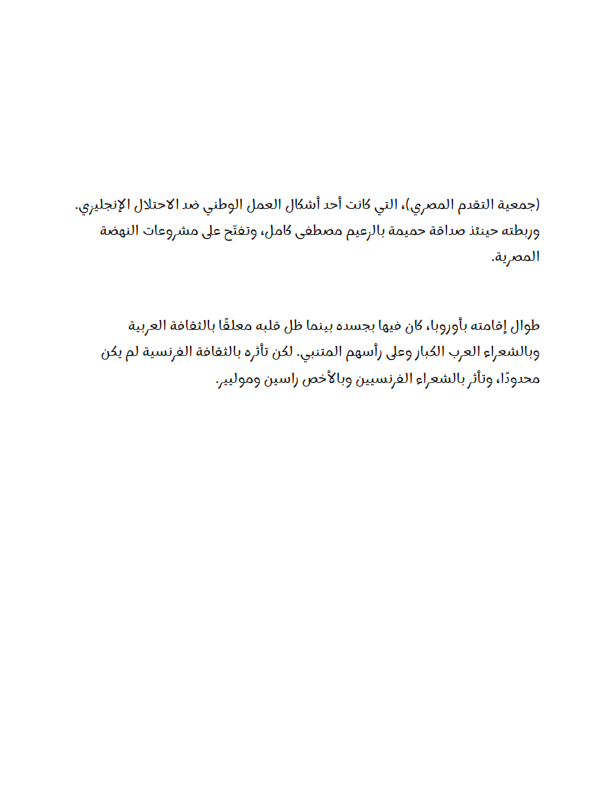 (جمعية التقدم المصري)، التي كانت أحد أشكال العمل الوطني ضد الاحتلال الإنجليزي.
وربطته حينئذ صداقة حميمة بالزعيم مصطفى كامل، وتفتّح على مشروعات النهضة
المصرية.
طوال إقامته بأوروبا، كان فيها بجسده بينما ظل قلبه معلقًا بالثقافة العربية
وبالشعراء العرب الكبار وعلى رأسهم المتنبي. لكن تأثره بالثقافة الفرنسية لم يكن
محدودًا، وتأثر بالشعراء الفرنسيين وبالأخص راسين وموليير.